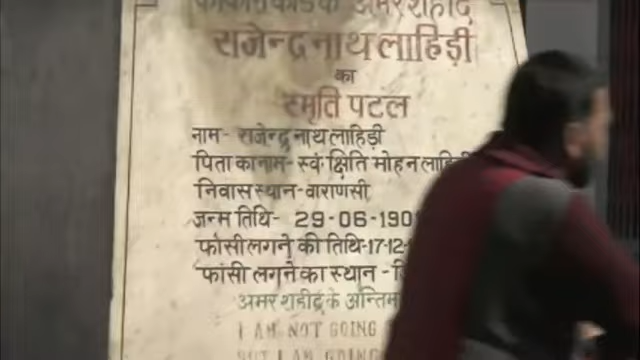 काकोरी काण्ड के अमर शहीद
राजेन्द्र नाथ लाहिड़ी
का
स्मृति पटल
नाम- राजेन्द्र नाथ लाहिड़ी
पिता का नाम- स्वं. क्षिति मोहन लाहिड़ी
निवास स्थान- वाराणसी
जन्म तिथि- 29-06-190
फाँसी लगने की तिथि-17-12-
फांसी लगने का स्थान -
अमर शहीद के अन्तिम
I AM NOT GOING
BUT I AM GOING